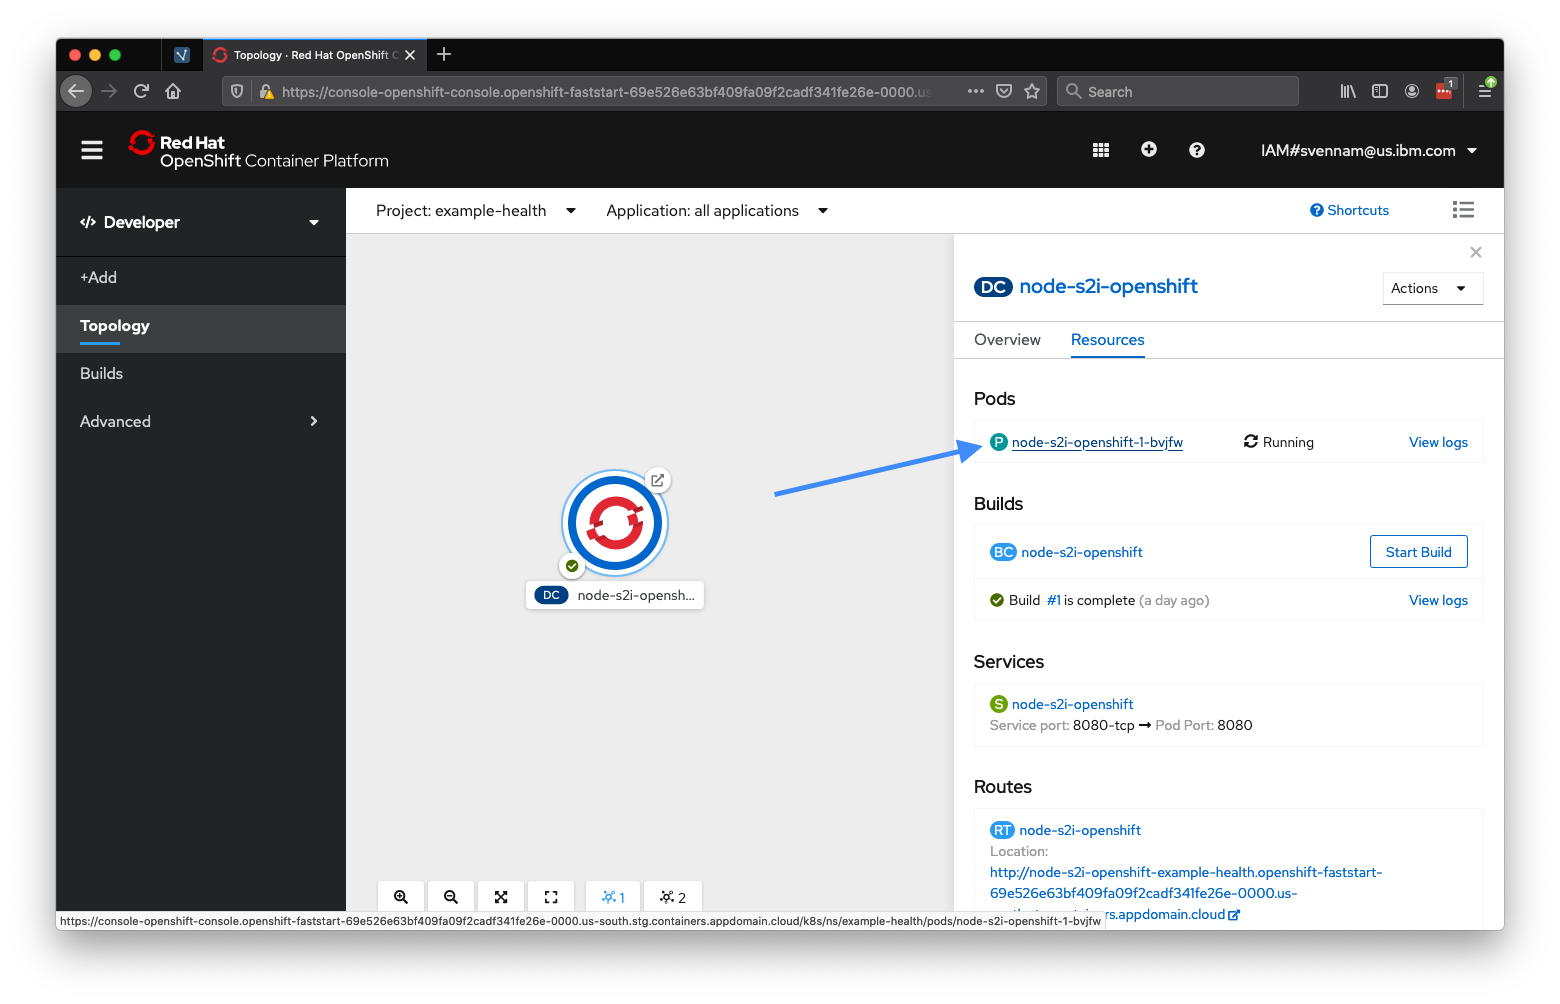 Topology · Red Hat OpenShift C
https://console-openshift-console.openshift-faststart-69e526e63bf409fa09f2cadf341fe26e-0000.us
Search
1
Red Hat
OpenShift Container Platform
IAM#svennam@us.ibm.com
Developer
Project: example-health
Application: all applications
Shortcuts
+Add
Topology
Builds
Advanced
DC node-s2i-openshift
Actions
Overview
Resources
Pods
P node-s2i-openshift-1-bvjfw
Running
View logs
Builds
BC node-s2i-openshift
Start Build
Build #1 is complete (a day ago)
View logs
DC node-s2i-opensh...
Services
S node-s2i-openshift
Service port: 8080-tcp → Pod Port: 8080
Routes
RT node-s2i-openshift
Location:
http://node-s2i-openshift-example-health.openshift-faststart-
69e526e63bf409fa09f2cadf341fe26e-0000.us-
.appdomain.cloud
1
2
https://console-openshift-console.openshift-faststart-69e526e63bf409fa09f2cadf341fe26e-0000.us-south.stg.containers.appdomain.cloud/k8s/ns/example-health/pods/node-s2i-openshift-1-bvjfw